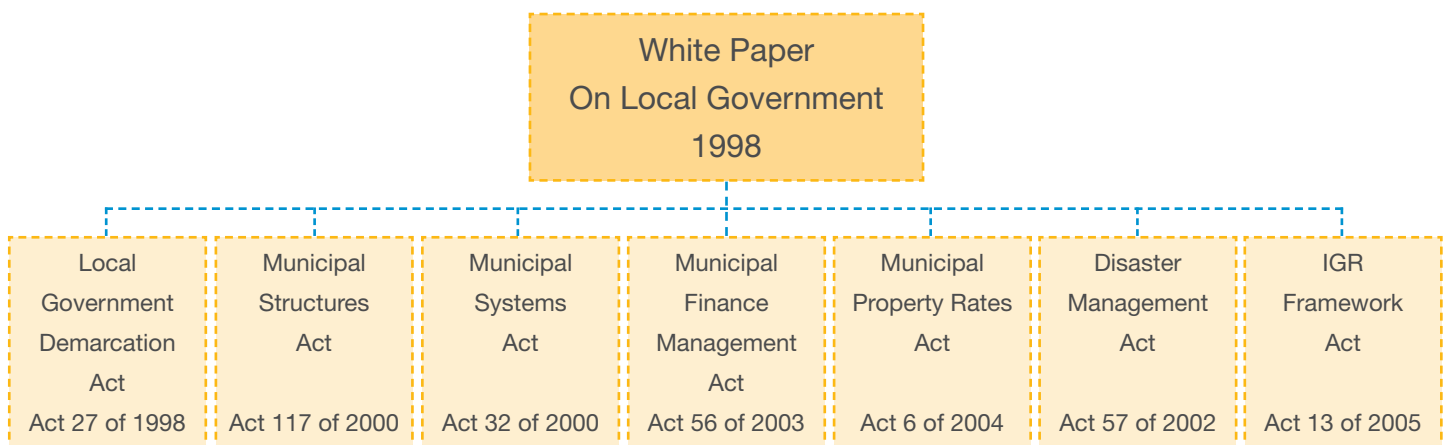 White Paper
On Local Government
1998
Local
Government
Demarcation
Act
Act 27 of 1998
Municipal
Structures
Act
Act 117 of 2000
Municipal
Systems
Act
Act 32 of 2000
Municipal
Finance
Management
Act
Act 56 of 2003
Municipal
Property Rates
Act
Act 6 of 2004
Disaster
Management
Act
Act 57 of 2002
IGR
Framework
Act
Act 13 of 2005